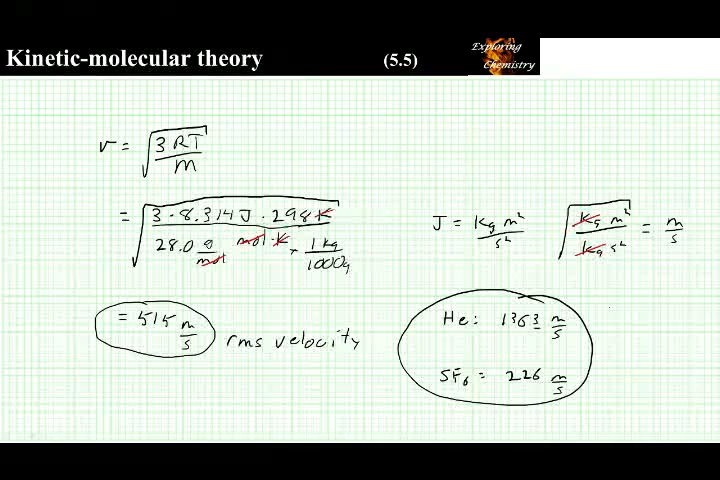 Exploring
Kinetic-molecular theory (5.5)
Chemistry
v = √(3RT/M)
= √(3 · 8.314 J · 298 K / 28.0 g/mol mol · K × 1 kg/1000g)
J = kg m²/s²
√(kg m²/kg s²) = m/s
= 515 m/s rms velocity
He: 1363 m/s
SF₆ = 226 m/s